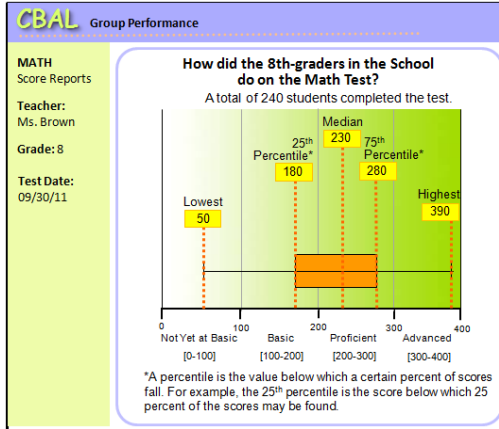 CBAL Group Performance
MATH
Score Reports
Teacher:
Ms. Brown
Grade: 8
Test Date:
09/30/11
How did the 8th-graders in the School
do on the Math Test?
A total of 240 students completed the test.
Lowest
50
25th
Percentile*
180
Median
230
75th
Percentile*
280
Highest
390
0 100 200 300 400
Not Yet at Basic Basic Proficient Advanced
[0-100] [100-200] [200-300] [300-400]
*A percentile is the value below which a certain percent of scores
fall. For example, the 25th percentile is the score below which 25
percent of the scores may be found.